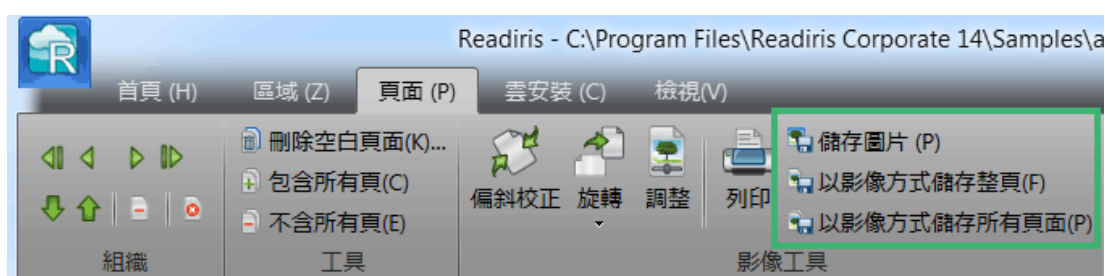 Readiris - C:\Program Files\Readiris Corporate 14\Samples\a
首頁 (H) 區域 (Z) 頁面 (P) 雲安裝 (C) 檢視(V)
刪除空白頁面(K)...
包含所有頁(C)
不含所有頁(E)
偏斜校正 旋轉 調整 列印
儲存圖片 (P)
以影像方式儲存整頁(F)
以影像方式儲存所有頁面(P)
組織 工具 影像工具